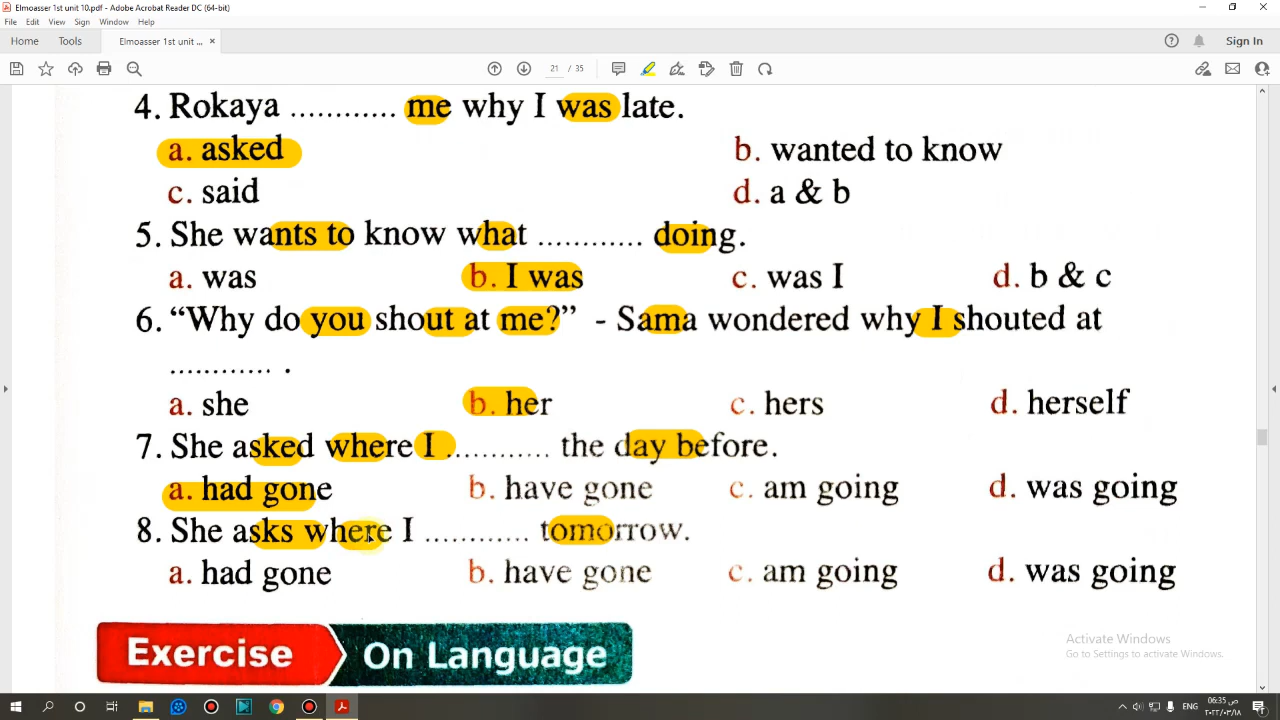 Elmoasser 1st unit 10.pdf - Adobe Acrobat Reader DC (64-bit)
File Edit View Sign Window Help
Home Tools Elmoasser 1st unit ... × Sign In
21 / 35
4. Rokaya ............ me why I was late.
a. asked b. wanted to know
c. said d. a & b
5. She wants to know what ............ doing.
a. was b. I was c. was I d. b & c
6. “Why do you shout at me?” - Sama wondered why I shouted at
............ .
a. she b. her c. hers d. herself
7. She asked where I ............ the day before.
a. had gone b. have gone c. am going d. was going
8. She asks where I ............ tomorrow.
a. had gone b. have gone c. am going d. was going
Exercise On Language
Activate Windows
Go to Settings to activate Windows.
ENG 06:35 ص
٢٠٢٢/٠٣/١٨